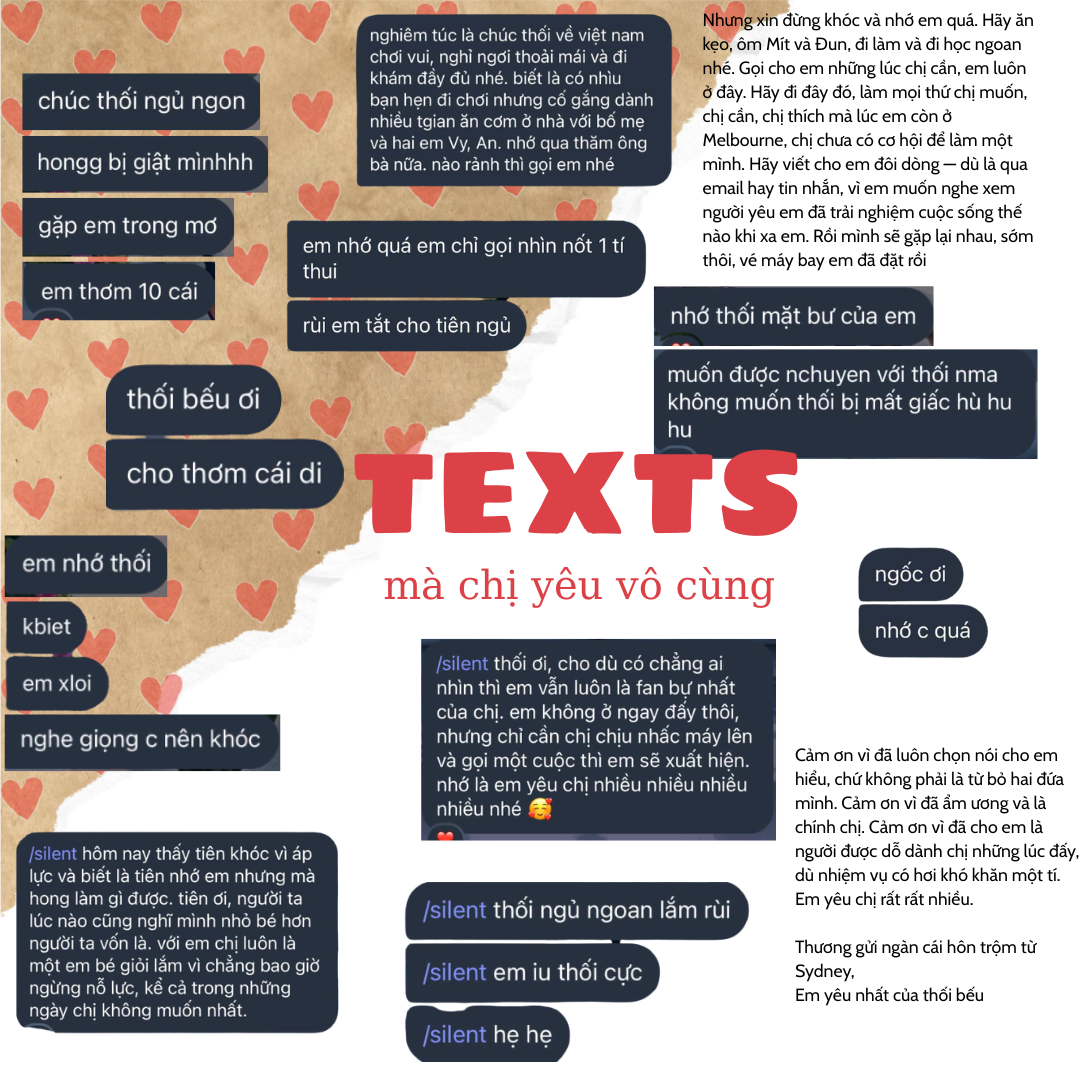 chúc thối ngủ ngon
hongg bị giật mìnhhh
gặp em trong mơ
em thơm 10 cái
nghiêm túc là chúc thối về việt nam
chơi vui, nghỉ ngơi thoải mái và đi
khám đầy đủ nhé. biết là có nhìu
bạn hẹn đi chơi nhưng cố gắng dành
nhiều tgian ăn cơm ở nhà với bố mẹ
và hai em Vy, An. nhớ qua thăm ông
bà nữa. nào rảnh thì gọi em nhé
em nhớ quá em chỉ gọi nhìn nốt 1 tí
thui
rùi em tắt cho tiên ngủ
Nhưng xin đừng khóc và nhớ em quá. Hãy ăn
kẹo, ôm Mít và Đun, đi làm và đi học ngoan
nhé. Gọi cho em những lúc chị cần, em luôn
ở đây. Hãy đi đây đó, làm mọi thứ chị muốn,
chị cần, chị thích mà lúc em còn ở
Melbourne, chị chưa có cơ hội để làm một
mình. Hãy viết cho em đôi dòng — dù là qua
email hay tin nhắn, vì em muốn nghe xem
người yêu em đã trải nghiệm cuộc sống thế
nào khi xa em. Rồi mình sẽ gặp lại nhau, sớm
thôi, vé máy bay em đã đặt rồi
nhớ thối mặt bư của em
muốn được nchuyen với thối nma
không muốn thối bị mất giấc hù hu
hu
thối bếu ơi
cho thơm cái di
TEXTS
mà chị yêu vô cùng
em nhớ thối
kbiet
em xloi
nghe giọng c nên khóc
ngốc ơi
nhớ c quá
/silent thối ơi, cho dù có chẳng ai
nhìn thì em vẫn luôn là fan bự nhất
của chị. em không ở ngay đấy thôi,
nhưng chỉ cần chị chịu nhấc máy lên
và gọi một cuộc thì em sẽ xuất hiện.
nhớ là em yêu chị nhiều nhiều nhiều
nhiều nhé 🥰
/silent hôm nay thấy tiên khóc vì áp
lực và biết là tiên nhớ em nhưng mà
hong làm gì được. tiên ơi, người ta
lúc nào cũng nghĩ mình nhỏ bé hơn
người ta vốn là. với em chị luôn là
một em bé giỏi lắm vì chẳng bao giờ
ngừng nỗ lực, kể cả trong những
ngày chị không muốn nhất.
/silent thối ngủ ngoan lắm rùi
/silent em iu thối cực
/silent hẹ hẹ
Cảm ơn vì đã luôn chọn nói cho em
hiểu, chứ không phải là từ bỏ hai đứa
mình. Cảm ơn vì đã ẩm ương và là
chính chị. Cảm ơn vì đã cho em là
người được dỗ dành chị những lúc đấy,
dù nhiệm vụ có hơi khó khăn một tí.
Em yêu chị rất rất nhiều.
Thương gửi ngàn cái hôn trộm từ
Sydney,
Em yêu nhất của thối bếu